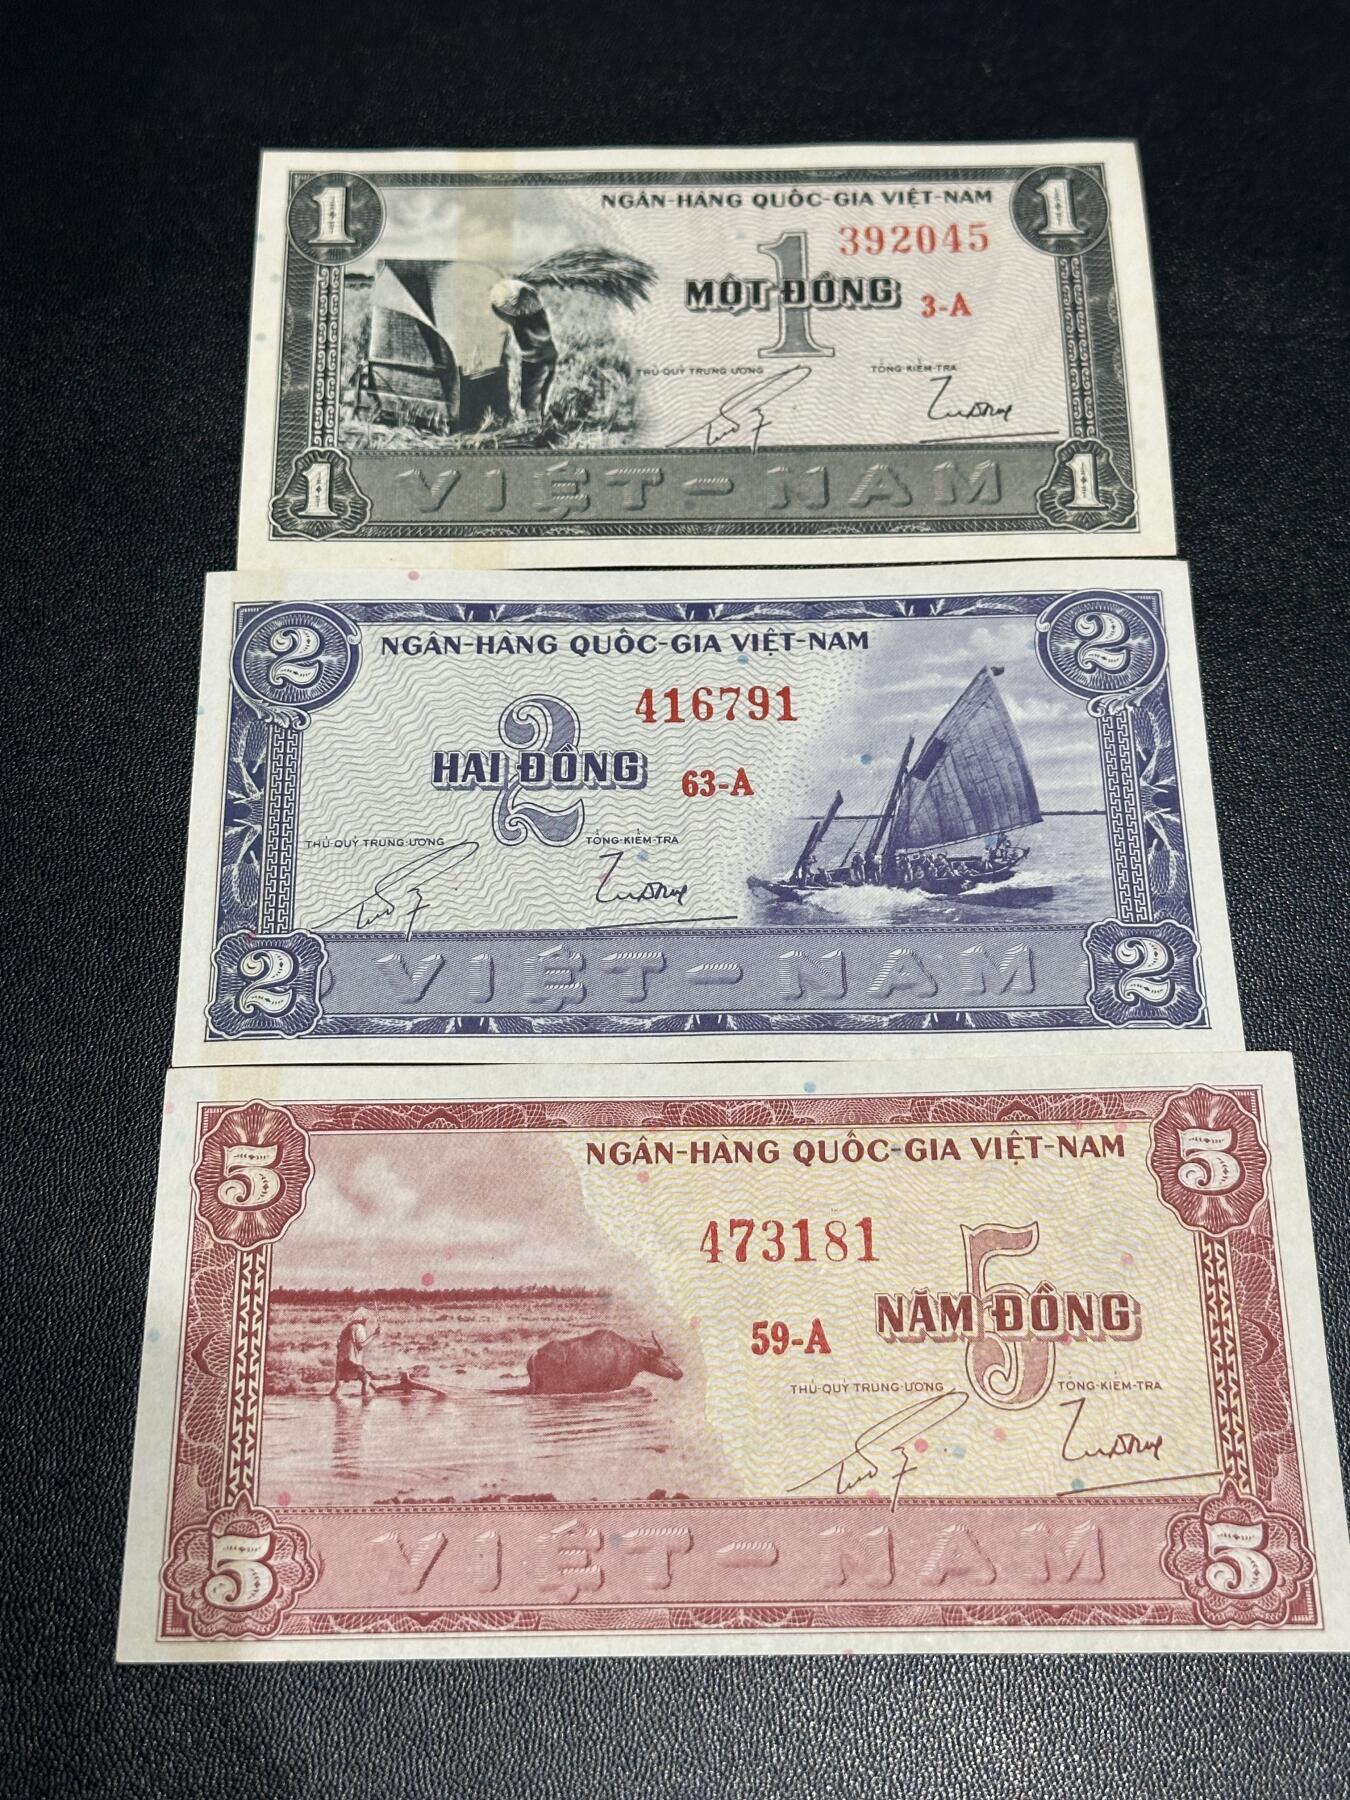 1 NGÂN-HÀNG QUỐC-GIA VIỆT-NAM 1
392045
1
MỘT ĐỒNG 3-A
THỦ-QUỸ TRUNG-ƯƠNG TỔNG-KIỂM-TRA
1 VIỆT-NAM 1
2 NGÂN-HÀNG QUỐC-GIA VIỆT-NAM 2
416791
2
HAI ĐỒNG 63-A
THỦ-QUỸ TRUNG-ƯƠNG TỔNG-KIỂM-TRA
2 VIỆT-NAM 2
5 NGÂN-HÀNG QUỐC-GIA VIỆT-NAM 5
473181
5
59-A NĂM ĐỒNG
THỦ-QUỸ TRUNG-ƯƠNG TỔNG-KIỂM-TRA
5 VIỆT-NAM 5